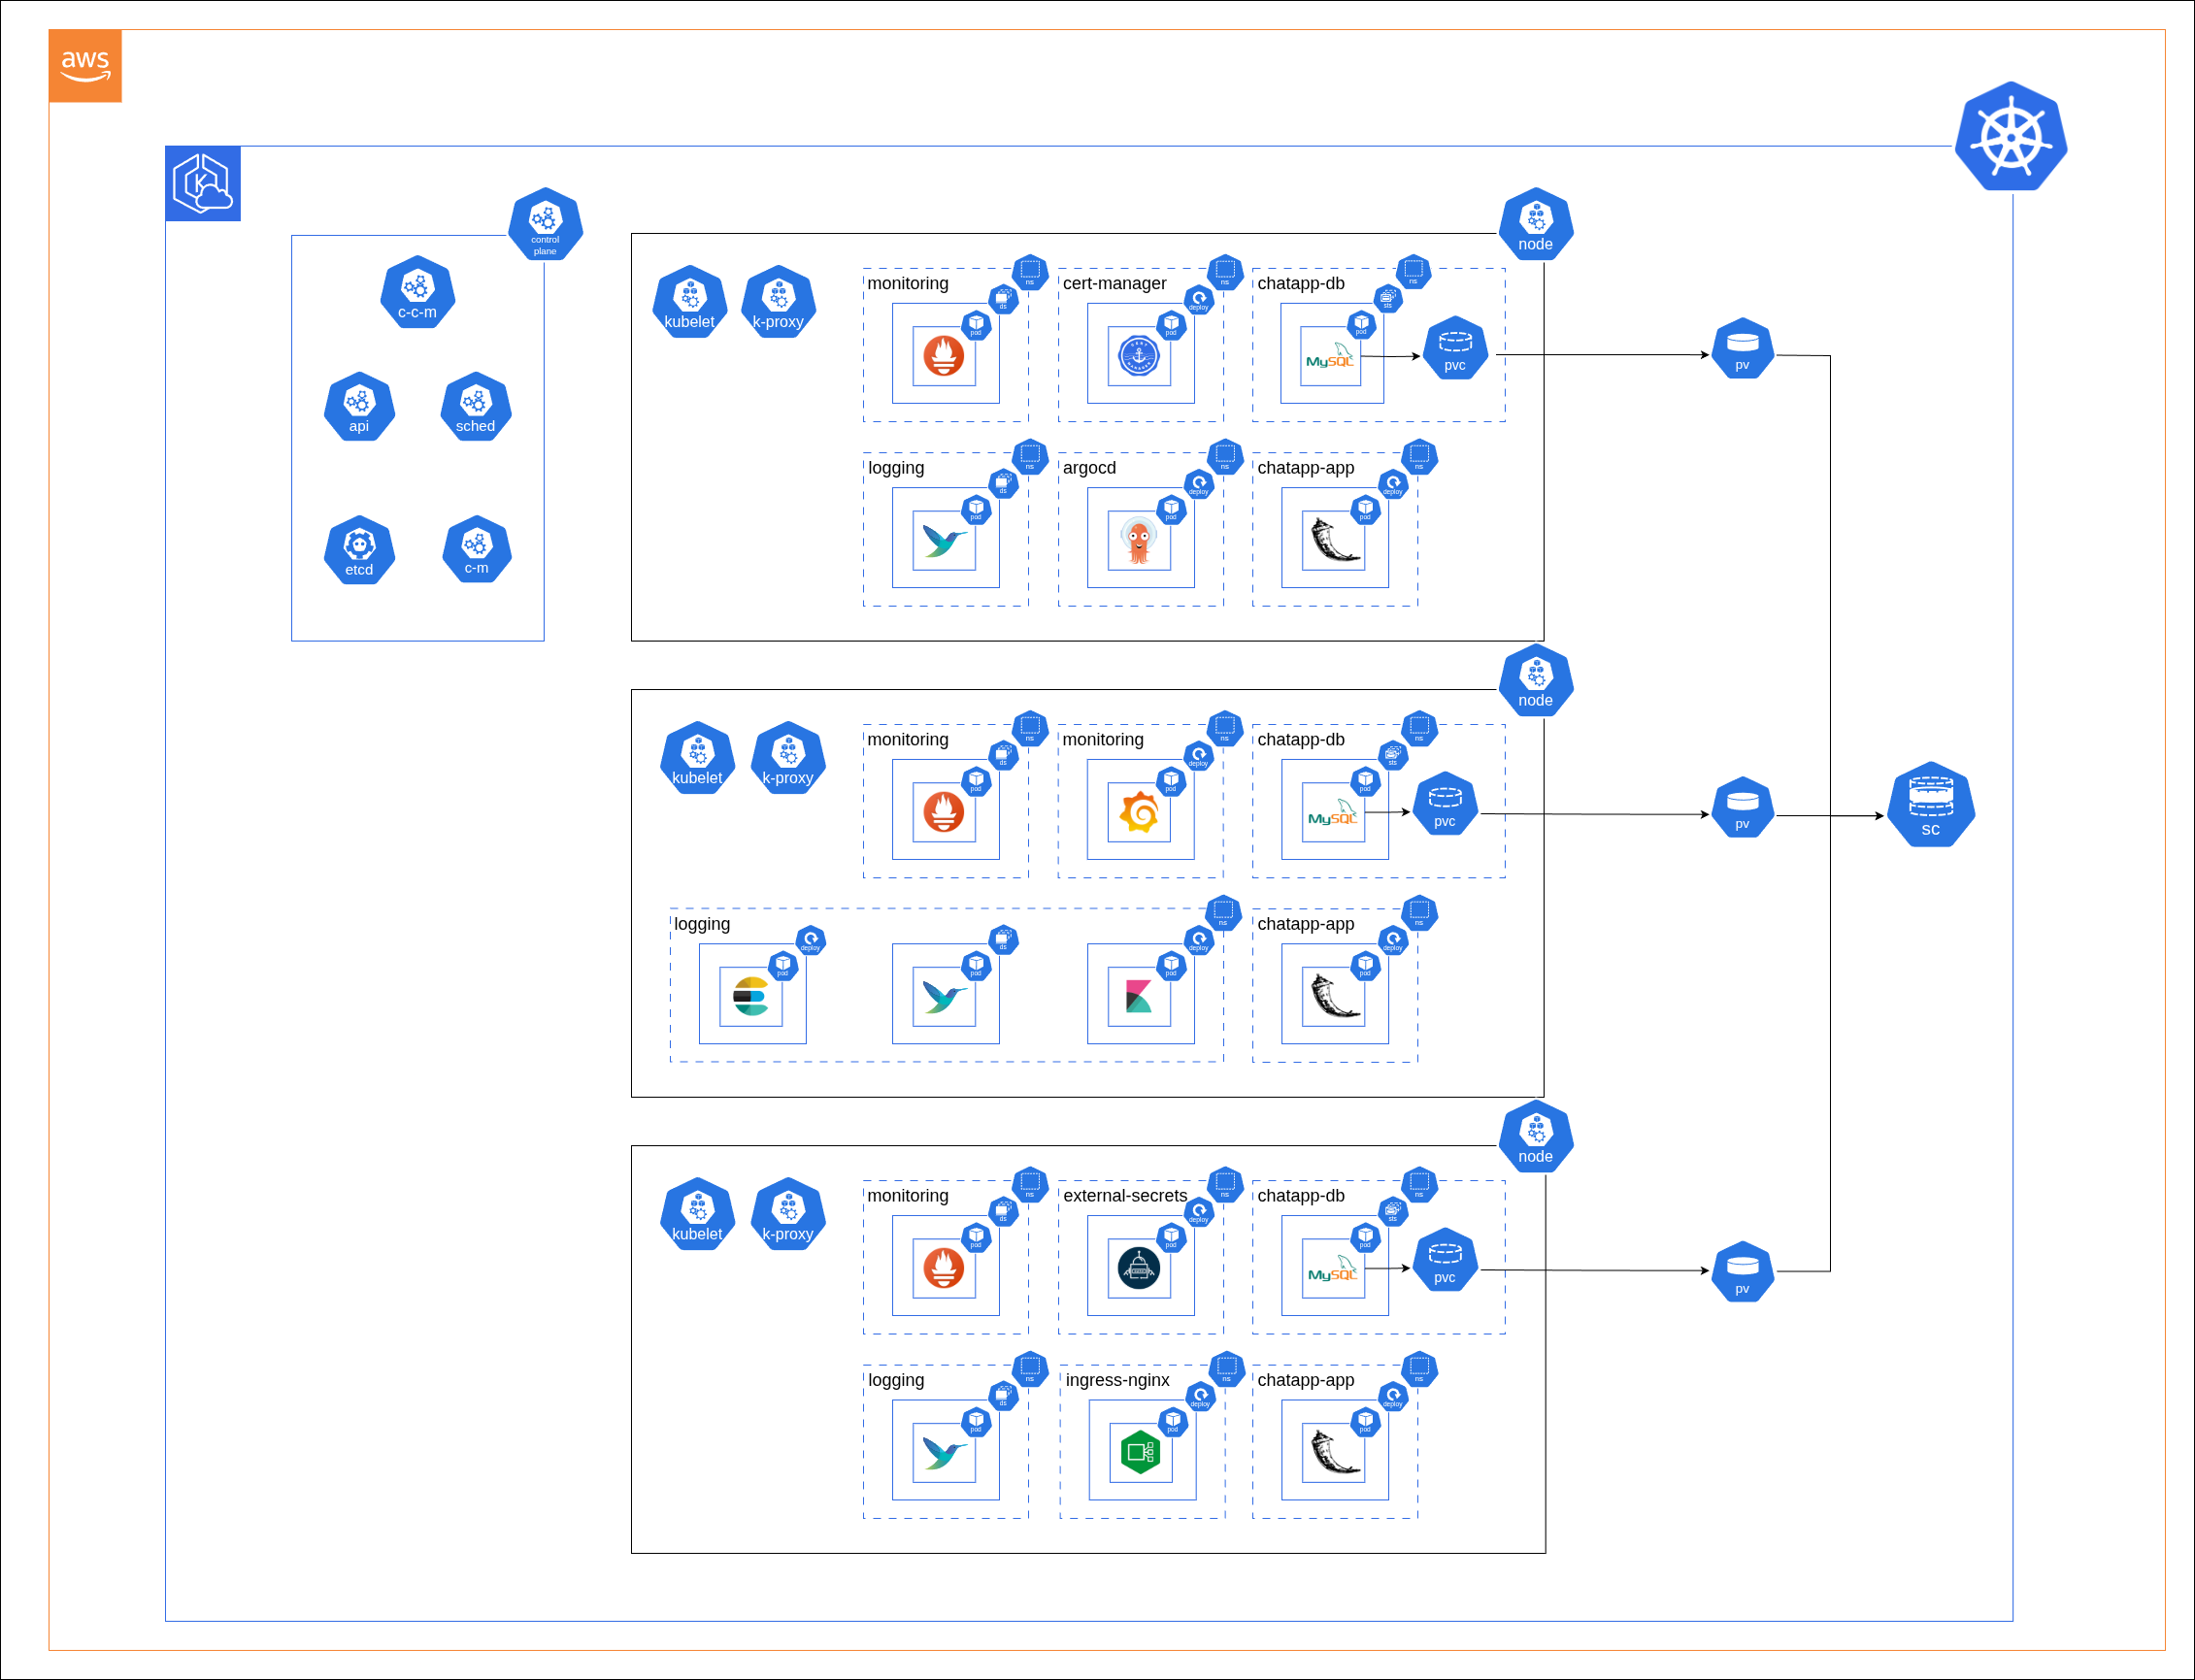 aws
K
control
plane
c-c-m
api
sched
etcd
c-m
node
kubelet
k-proxy
monitoring
ns
ds
pod
cert-manager
ns
deploy
pod
CERT
MANAGER
chatapp-db
ns
sts
pod
MySQL
pvc
pv
logging
ns
ds
pod
argocd
ns
deploy
pod
chatapp-app
ns
deploy
pod
node
kubelet
k-proxy
monitoring
ns
ds
pod
monitoring
ns
deploy
pod
chatapp-db
ns
sts
pod
MySQL
pvc
pv
sc
logging
deploy
pod
ds
pod
ns
deploy
pod
chatapp-app
ns
deploy
pod
node
kubelet
k-proxy
monitoring
ns
ds
pod
external-secrets
ns
deploy
pod
chatapp-db
ns
sts
pod
MySQL
pvc
pv
logging
ns
ds
pod
ingress-nginx
ns
deploy
pod
chatapp-app
ns
deploy
pod